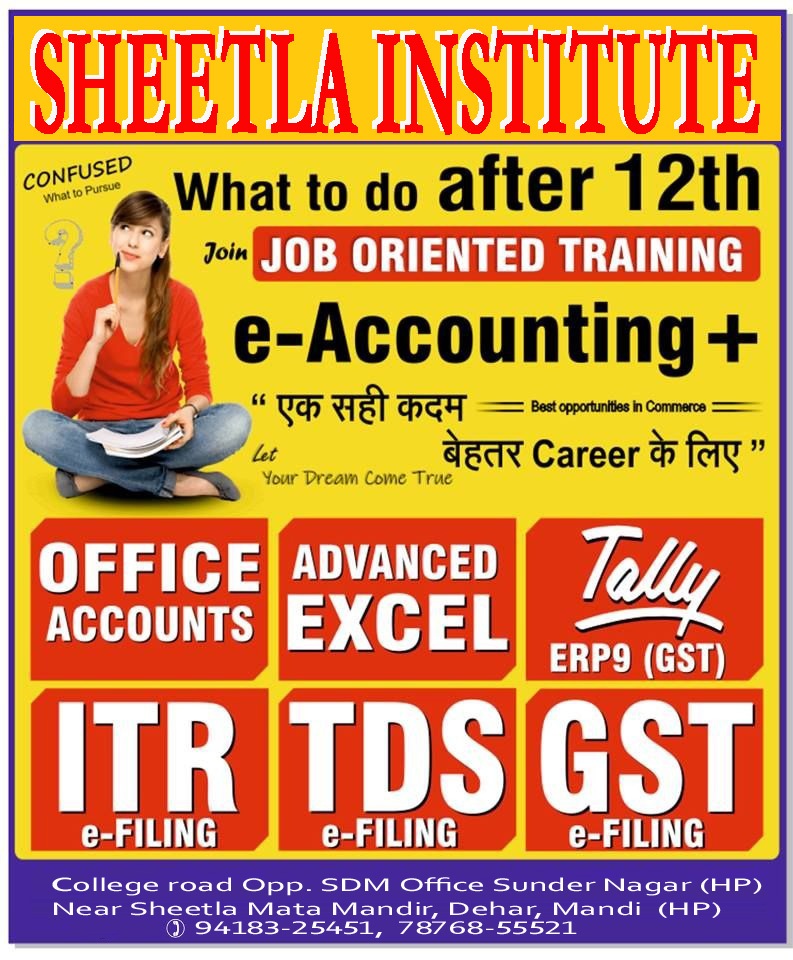 SHEETLA INSTITUTE
CONFUSED
What to Pursue
?
What to do after 12th
Join JOB ORIENTED TRAINING
e-Accounting+
“ एक सही कदम
Best opportunities in Commerce
बेहतर Career के लिए ”
Let
Your Dream Come True
OFFICE
ACCOUNTS
ADVANCED
EXCEL
Tally
ERP9 (GST)
ITR
e-FILING
TDS
e-FILING
GST
e-FILING
College road Opp. SDM Office Sunder Nagar (HP)
Near Sheetla Mata Mandir, Dehar, Mandi (HP)
✆ 94183-25451, 78768-55521